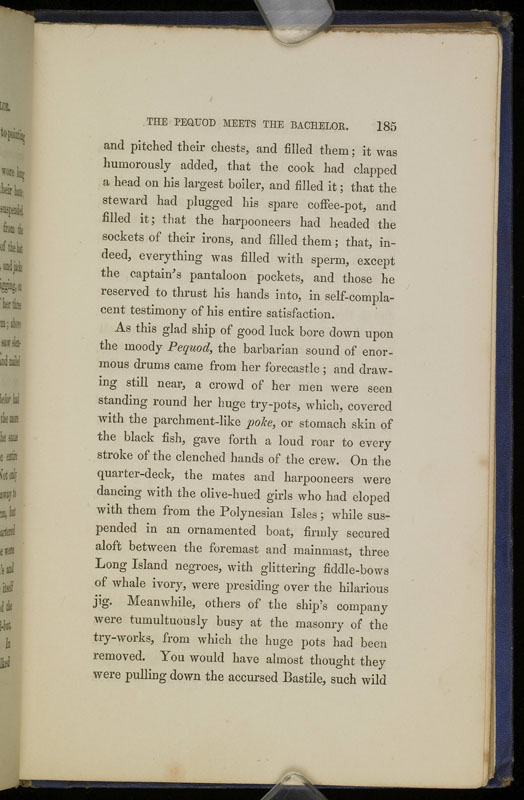 THE PEQUOD MEETS THE BACHELOR. 185
and pitched their chests, and filled them; it was
humorously added, that the cook had clapped
a head on his largest boiler, and filled it; that the
steward had plugged his spare coffee-pot, and
filled it; that the harpooneers had headed the
sockets of their irons, and filled them; that, in-
deed, everything was filled with sperm, except
the captain's pantaloon pockets, and those he
reserved to thrust his hands into, in self-compla-
cent testimony of his entire satisfaction.
As this glad ship of good luck bore down upon
the moody Pequod, the barbarian sound of enor-
mous drums came from her forecastle; and draw-
ing still near, a crowd of her men were seen
standing round her huge try-pots, which, covered
with the parchment-like poke, or stomach skin of
the black fish, gave forth a loud roar to every
stroke of the clenched hands of the crew. On the
quarter-deck, the mates and harpooneers were
dancing with the olive-hued girls who had eloped
with them from the Polynesian Isles; while sus-
pended in an ornamented boat, firmly secured
aloft between the foremast and mainmast, three
Long Island negroes, with glittering fiddle-bows
of whale ivory, were presiding over the hilarious
jig. Meanwhile, others of the ship's company
were tumultuously busy at the masonry of the
try-works, from which the huge pots had been
removed. You would have almost thought they
were pulling down the accursed Bastile, such wild